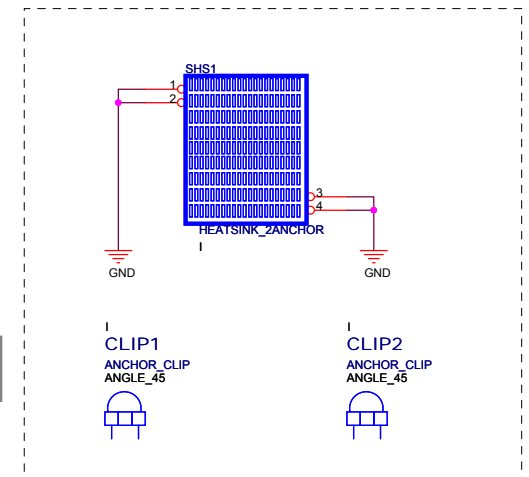 SHS1
1
2
3
4
HEATSINK_2ANCHOR
I
GND
GND
I
I
CLIP1
CLIP2
ANCHOR_CLIP
ANCHOR_CLIP
ANGLE_45
ANGLE_45